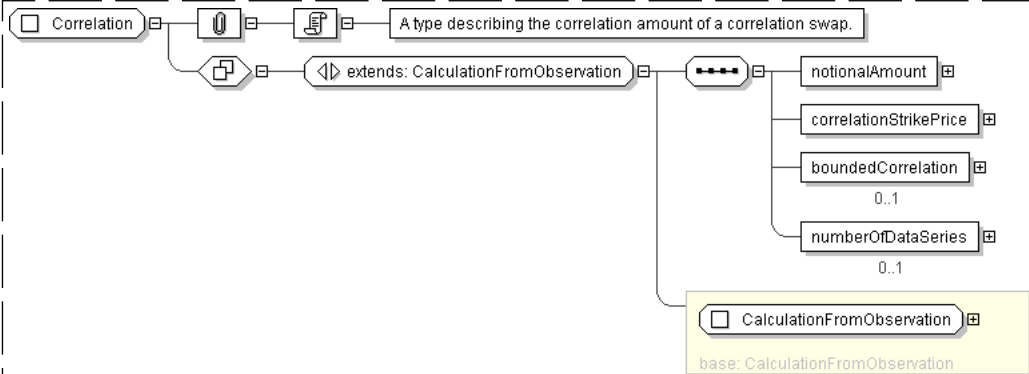 Correlation
A type describing the correlation amount of a correlation swap.
extends: CalculationFromObservation
notionalAmount
correlationStrikePrice
boundedCorrelation
0..1
numberOfDataSeries
0..1
CalculationFromObservation
base: CalculationFromObservation